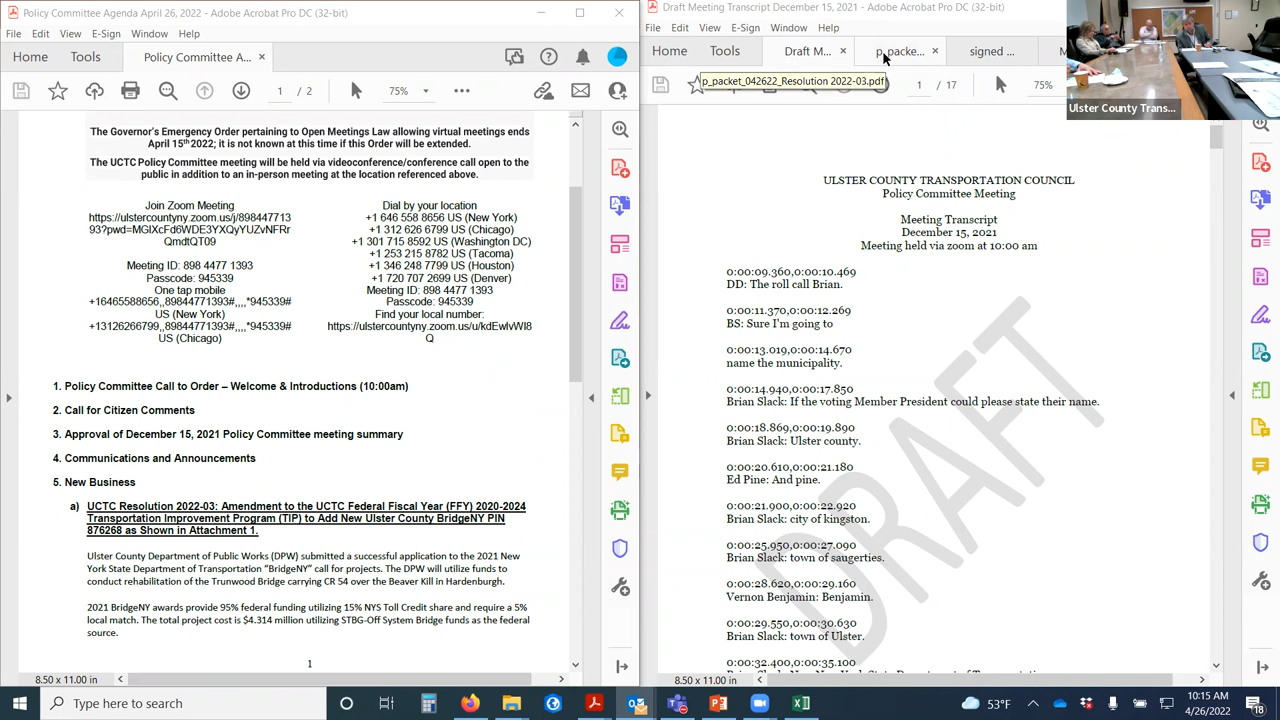 Policy Committee Agenda April 26, 2022 - Adobe Acrobat Pro DC (32-bit)
File Edit View E-Sign Window Help
Home Tools Policy Committee A...
1 / 2 75%
The Governor's Emergency Order pertaining to Open Meetings Law allowing virtual meetings ends
April 15th 2022; it is not known at this time if this Order will be extended.
The UCTC Policy Committee meeting will be held via videoconference/conference call open to the
public in addition to an in-person meeting at the location referenced above.
Join Zoom Meeting
https://ulstercountyny.zoom.us/j/898447713
93?pwd=MGlXcFd6WDE3YXQyYUZvNFRr
QmdtQT09
Meeting ID: 898 4477 1393
Passcode: 945339
One tap mobile
+16465588656,,89844771393#,,,,*945339#
US (New York)
+13126266799,,89844771393#,,,,*945339#
US (Chicago)
Dial by your location
+1 646 558 8656 US (New York)
+1 312 626 6799 US (Chicago)
+1 301 715 8592 US (Washington DC)
+1 253 215 8782 US (Tacoma)
+1 346 248 7799 US (Houston)
+1 720 707 2699 US (Denver)
Meeting ID: 898 4477 1393
Passcode: 945339
Find your local number:
https://ulstercountyny.zoom.us/u/kdEwlvWI8
Q
1. Policy Committee Call to Order – Welcome & Introductions (10:00am)
2. Call for Citizen Comments
3. Approval of December 15, 2021 Policy Committee meeting summary
4. Communications and Announcements
5. New Business
a) UCTC Resolution 2022-03: Amendment to the UCTC Federal Fiscal Year (FFY) 2020-2024
Transportation Improvement Program (TIP) to Add New Ulster County BridgeNY PIN
876268 as Shown in Attachment 1.
Ulster County Department of Public Works (DPW) submitted a successful application to the 2021 New
York State Department of Transportation "BridgeNY" call for projects. The DPW will utilize funds to
conduct rehabilitation of the Trunwood Bridge carrying CR 54 over the Beaver Kill in Hardenburgh.
2021 BridgeNY awards provide 95% federal funding utilizing 15% NYS Toll Credit share and require a 5%
local match. The total project cost is $4.314 million utilizing STBG-Off System Bridge funds as the federal
source.
1
8.50 x 11.00 in
Draft Meeting Transcript December 15, 2021 - Adobe Acrobat Pro DC (32-bit)
File Edit View E-Sign Window Help
Home Tools Draft M... p_packe... signed ...
p_packet_042622_Resolution 2022-03.pdf
1 / 17 75%
Ulster County Trans...
ULSTER COUNTY TRANSPORTATION COUNCIL
Policy Committee Meeting
Meeting Transcript
December 15, 2021
Meeting held via zoom at 10:00 am
0:00:09.360,0:00:10.469
DD: The roll call Brian.
0:00:11.370,0:00:12.269
BS: Sure I'm going to
0:00:13.019,0:00:14.670
name the municipality.
0:00:14.940,0:00:17.850
Brian Slack: If the voting Member President could please state their name.
0:00:18.869,0:00:19.890
Brian Slack: Ulster county.
0:00:20.610,0:00:21.180
Ed Pine: And pine.
0:00:21.900,0:00:22.920
Brian Slack: city of kingston.
0:00:25.950,0:00:27.090
Brian Slack: town of saugerties.
0:00:28.620,0:00:29.160
Vernon Benjamin: Benjamin.
0:00:29.550,0:00:30.630
Brian Slack: town of Ulster.
0:00:32.400,0:00:35.100
DRAFT
8.50 x 11.00 in
Type here to search
53°F
10:15 AM
4/26/2022
18